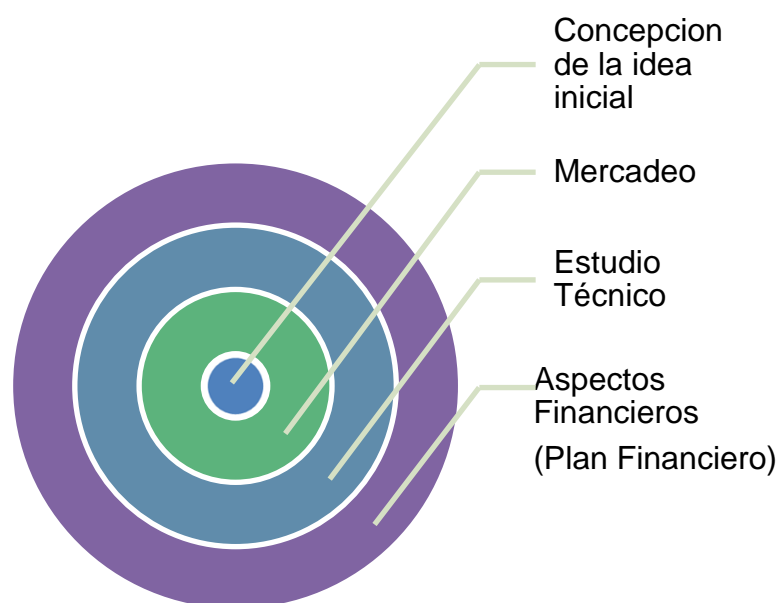 Concepcion
de la idea
inicial
Mercadeo
Estudio
Técnico
Aspectos
Financieros
(Plan Financiero)